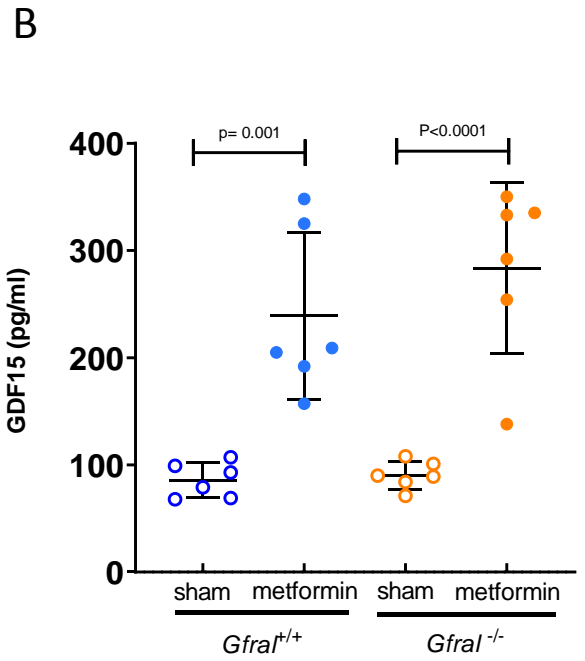 B
p= 0.001
P<0.0001
400
300
200
100
0
GDF15 (pg/ml)
sham metformin sham metformin
Gfral+/+ Gfral -/-